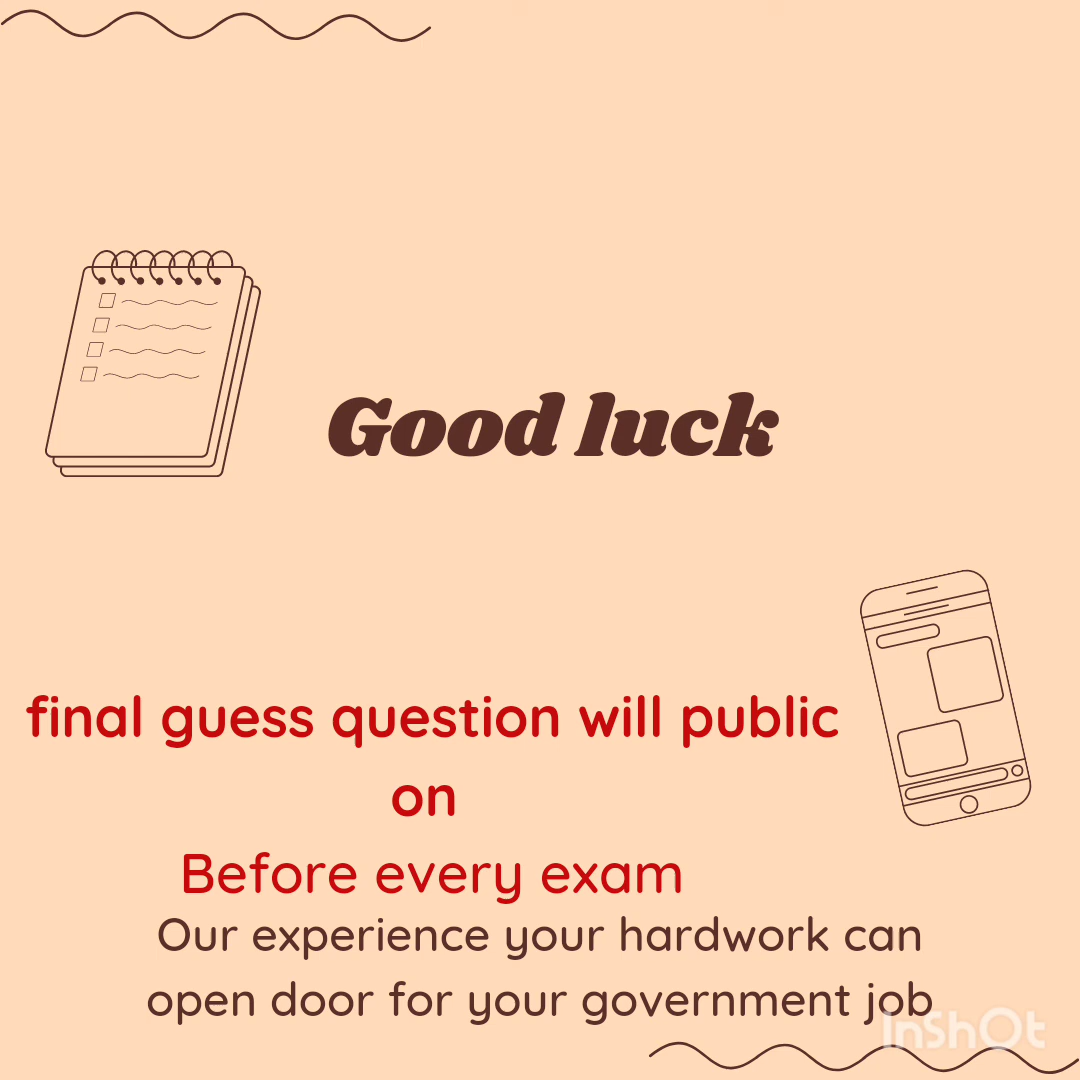 Good luck
final guess question will public
on
Before every exam
Our experience your hardwork can
open door for your government job
InShOt